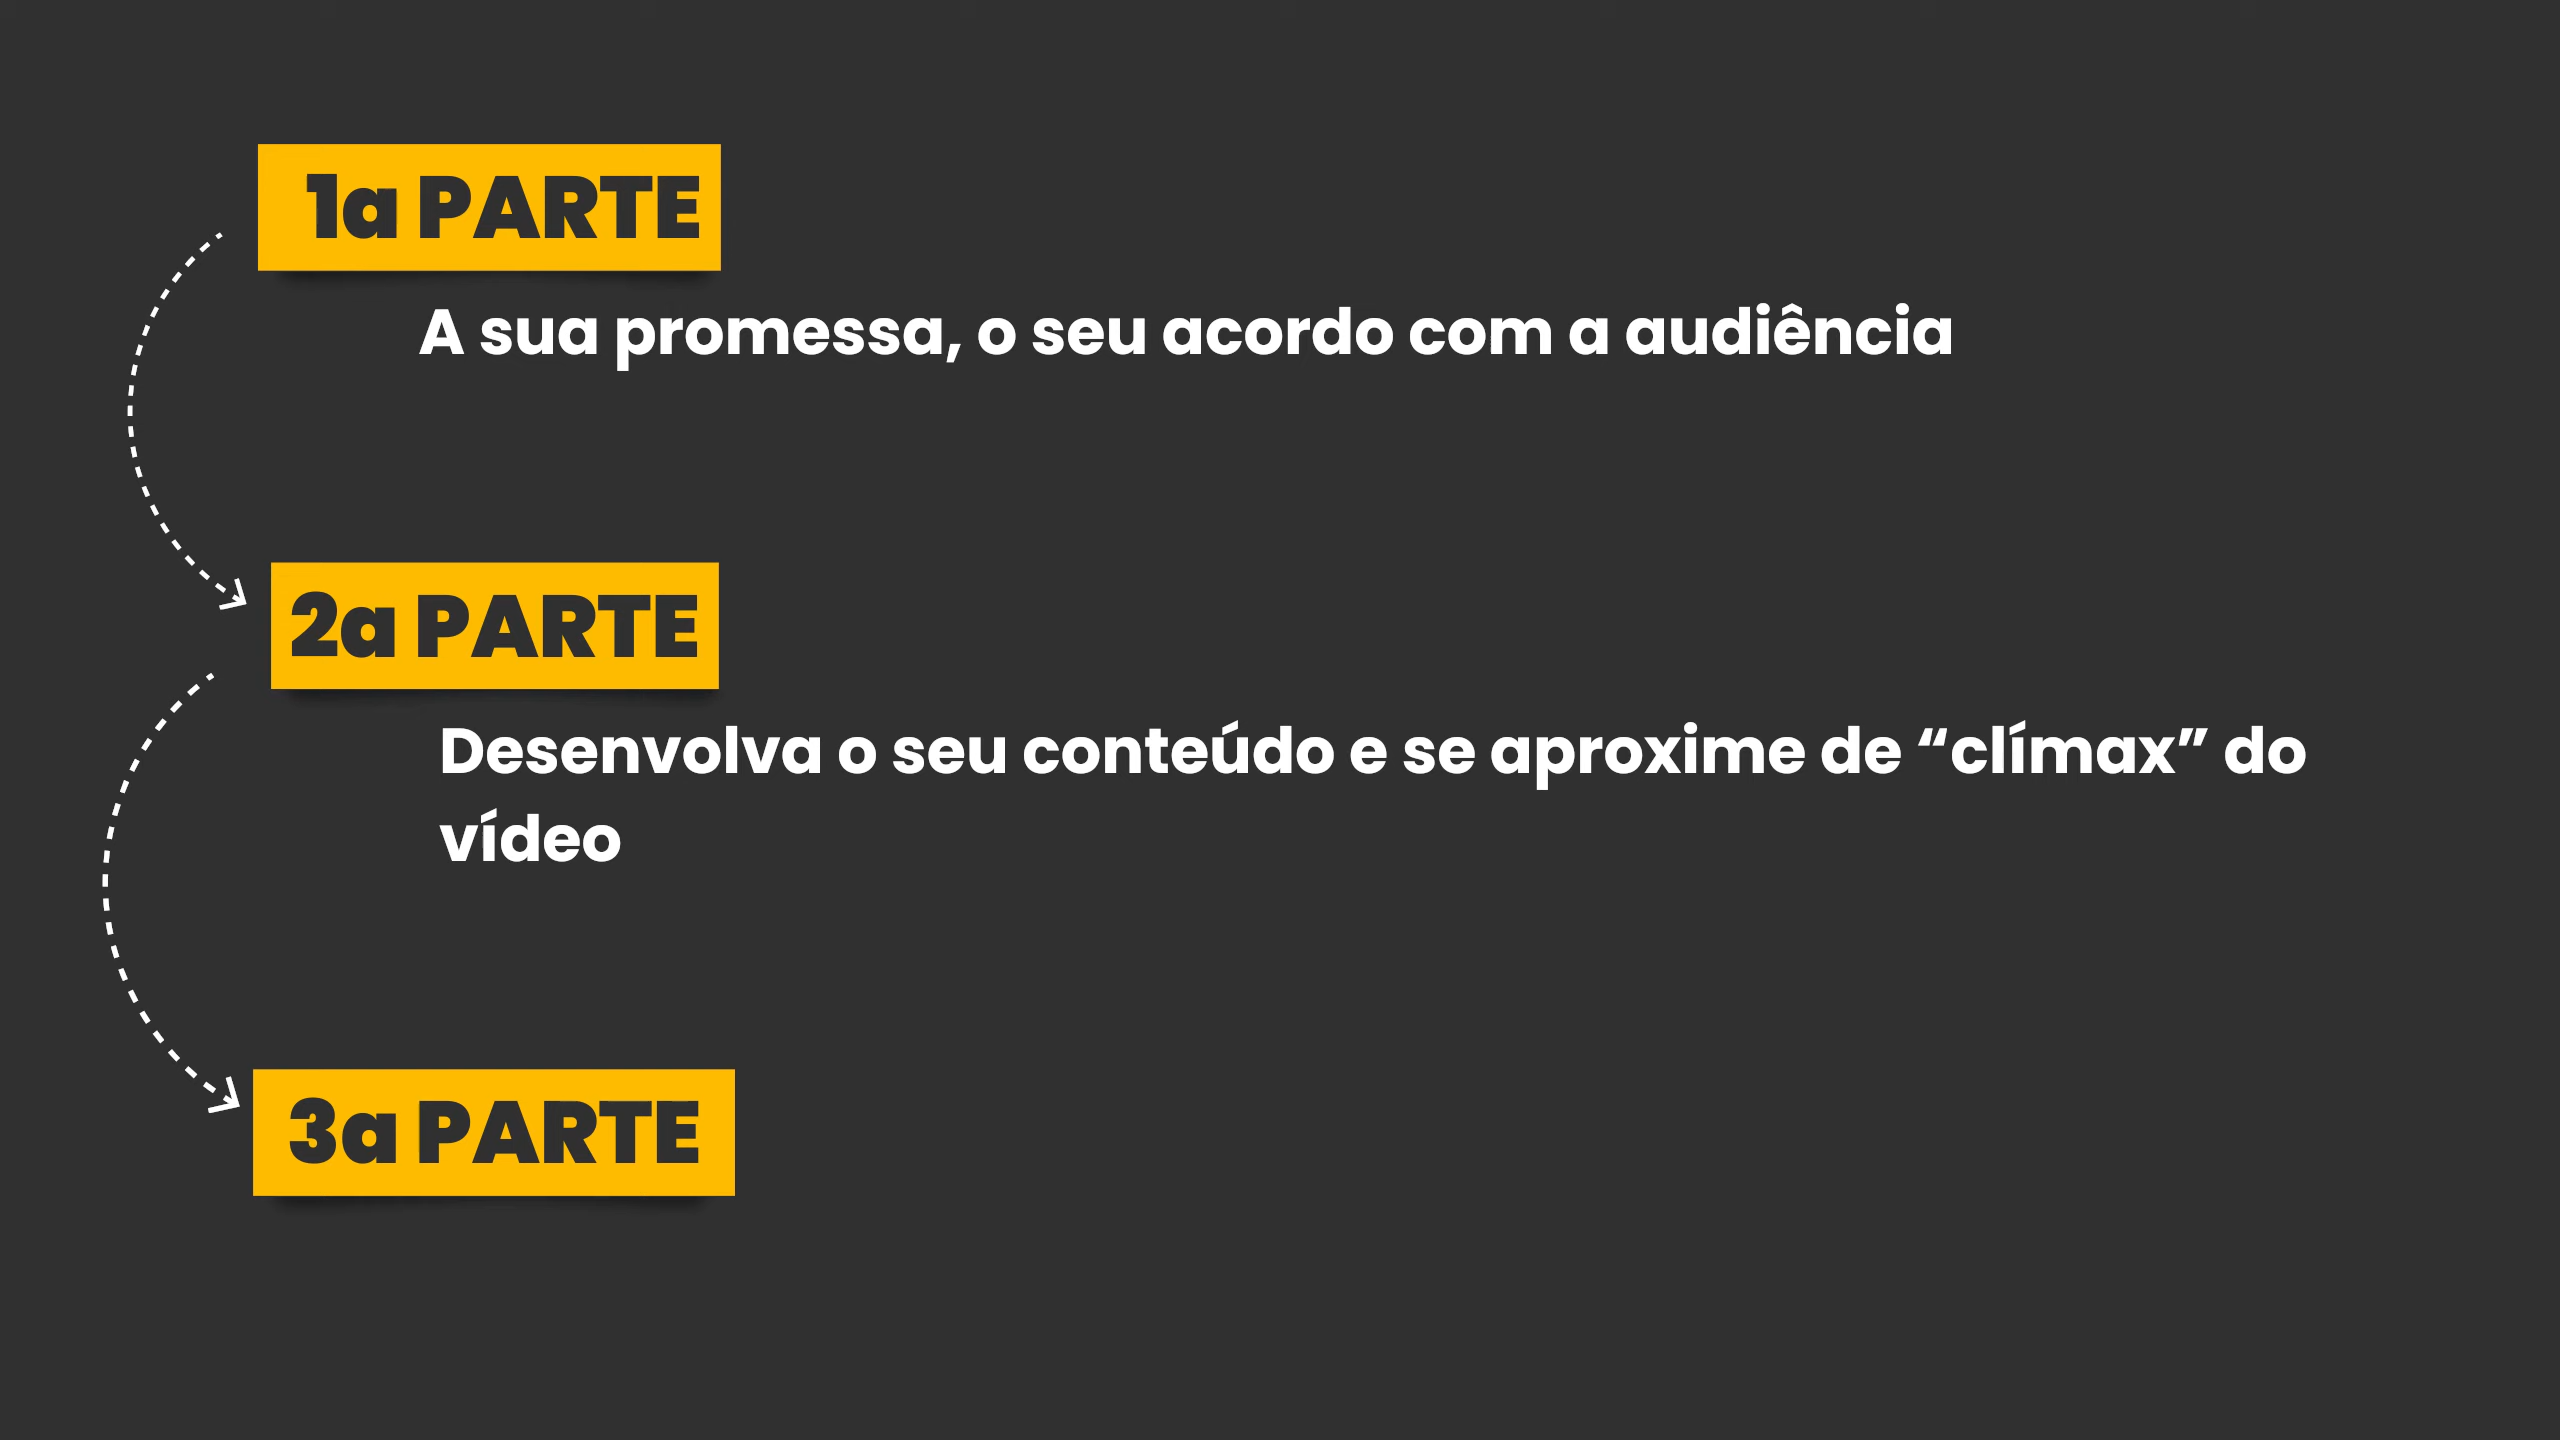 1a PARTE
A sua promessa, o seu acordo com a audiência
2a PARTE
Desenvolva o seu conteúdo e se aproxime de “clímax” do
vídeo
3a PARTE